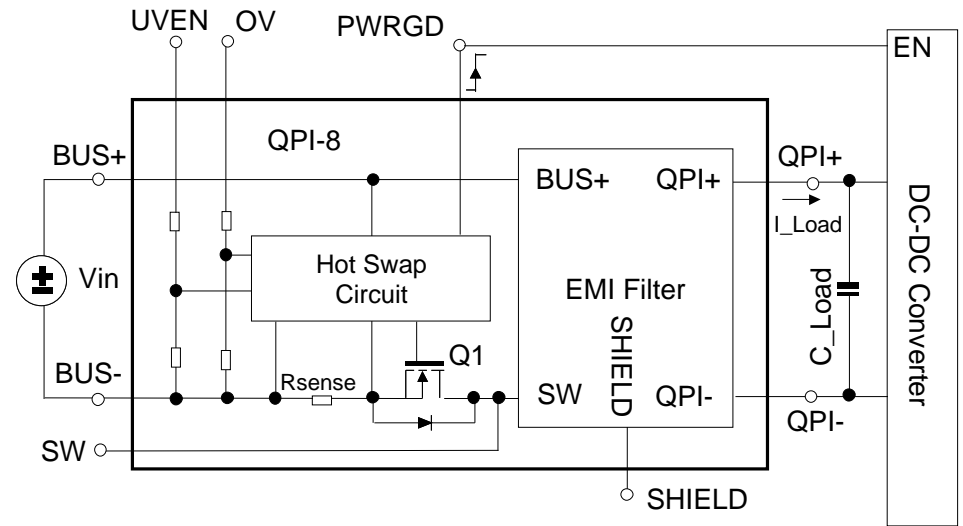 UVEN OV
PWRGD
EN
QPI-8
BUS+
BUS+ QPI+
QPI+
I_Load
Vin
Hot Swap
Circuit
EMI Filter
SHIELD
C_Load
DC-DC Converter
Q1
Rsense
BUS-
SW QPI-
QPI-
SW
SHIELD